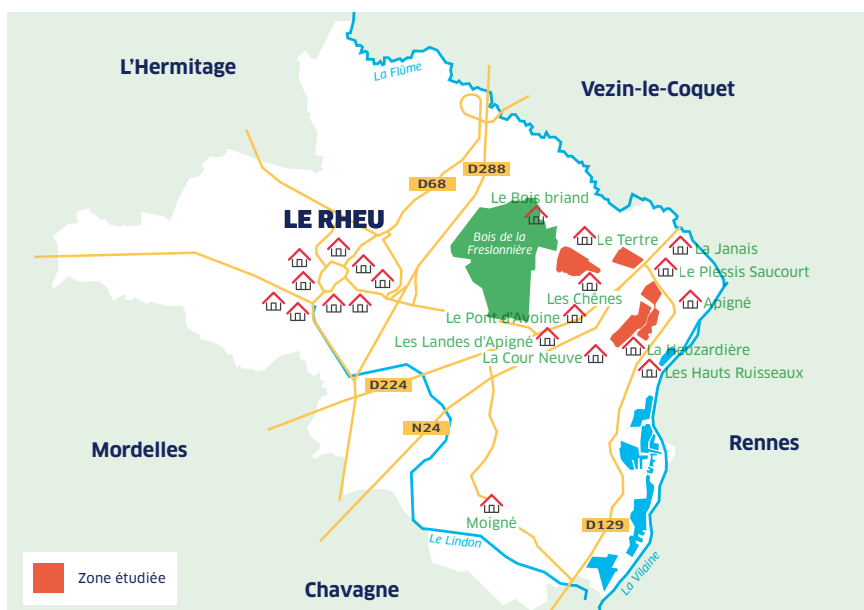 L'Hermitage
La Flûme
Vezin-le-Coquet
D288
D68
Le Bois briand
LE RHEU
Bois de la
Freslonnière
Le Tertre
La Janais
Le Plessis Saucourt
Les Chênes
Apigné
Le Pont d'Avoine
Les Landes d'Apigné
La Heuzardière
La Cour Neuve
Les Hauts Ruisseaux
D224
N24
Mordelles
Rennes
Moigné
D129
Le Lindon
La Vilaine
Zone étudiée
Chavagne